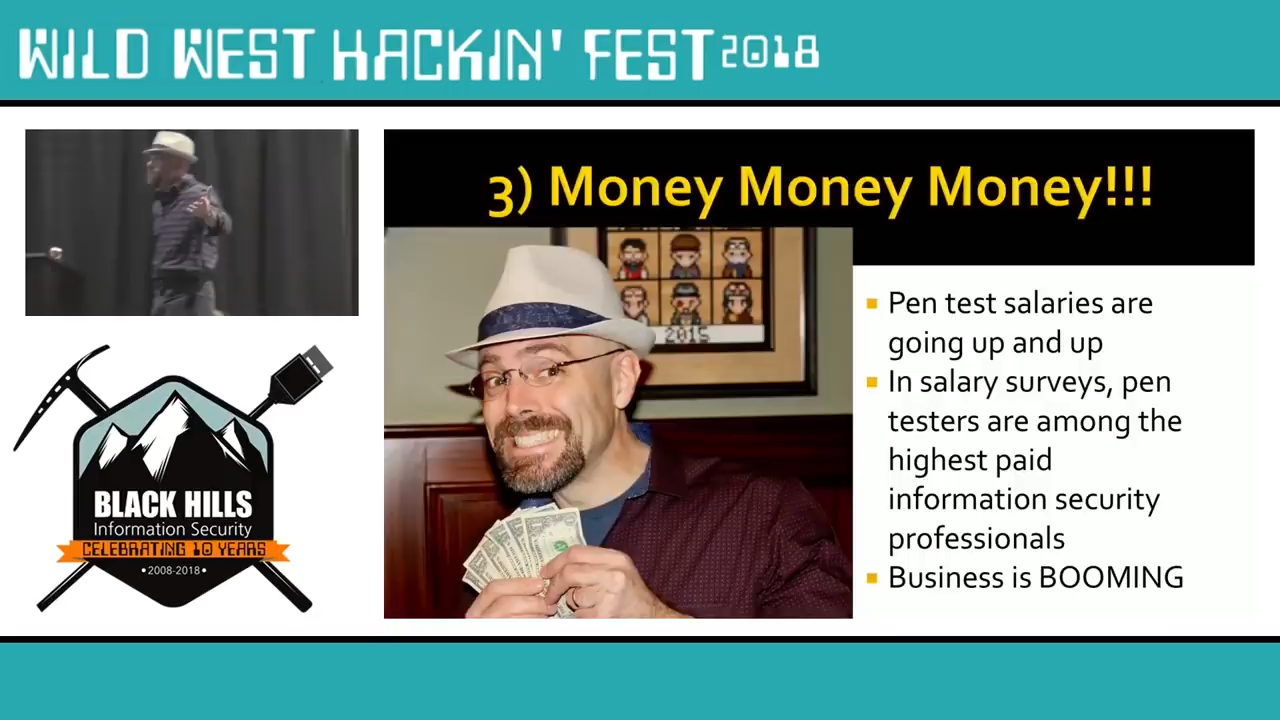 WILD WEST HACKIN' FEST 2018
3) Money Money Money!!!
2015
Pen test salaries are
going up and up
In salary surveys, pen
testers are among the
highest paid
information security
professionals
Business is BOOMING
BLACK HILLS
Information Security
CELEBRATING 10 YEARS
•2008-2018•